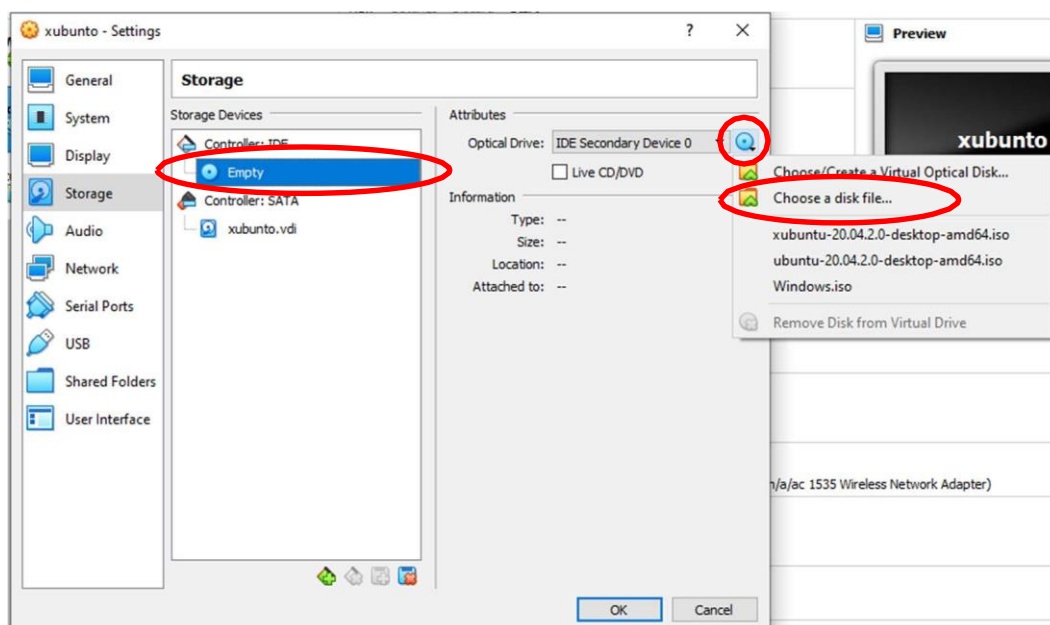 xubunto - Settings
?
Preview
General
System
Display
Storage
Audio
Network
Serial Ports
USB
Shared Folders
User Interface
Storage
Storage Devices
Controller: IDE
Empty
Controller: SATA
xubunto.vdi
Attributes
Optical Drive: IDE Secondary Device 0
Live CD/DVD
Information
Type: --
Size: --
Location: --
Attached to: --
OK
Cancel
xubunto
Choose/Create a Virtual Optical Disk...
Choose a disk file...
xubuntu-20.04.2.0-desktop-amd64.iso
ubuntu-20.04.2.0-desktop-amd64.iso
Windows.iso
Remove Disk from Virtual Drive
n/a/ac 1535 Wireless Network Adapter)